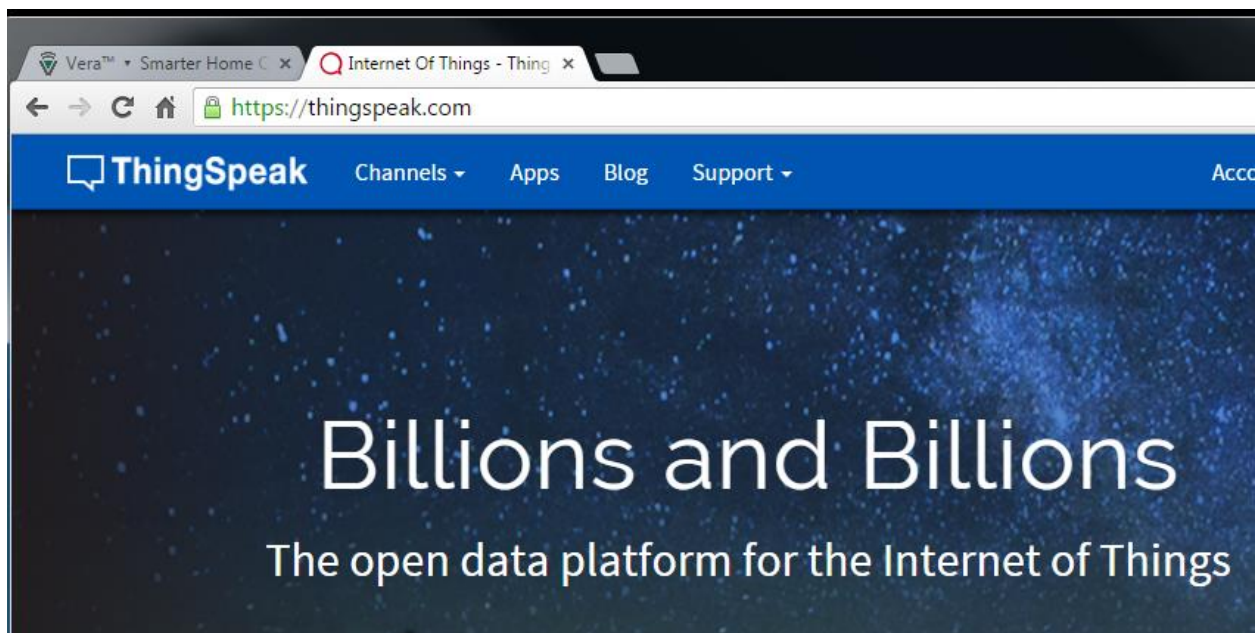 Vera™ • Smarter Home C
Internet Of Things - Thing
https://thingspeak.com
ThingSpeak Channels Apps Blog Support Acco
Billions and Billions
The open data platform for the Internet of Things